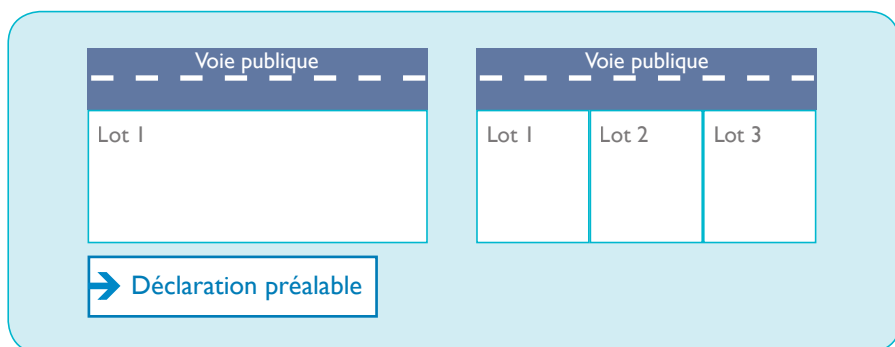 Voie publique
Lot 1
Voie publique
Lot 1
Lot 2
Lot 3
Déclaration préalable